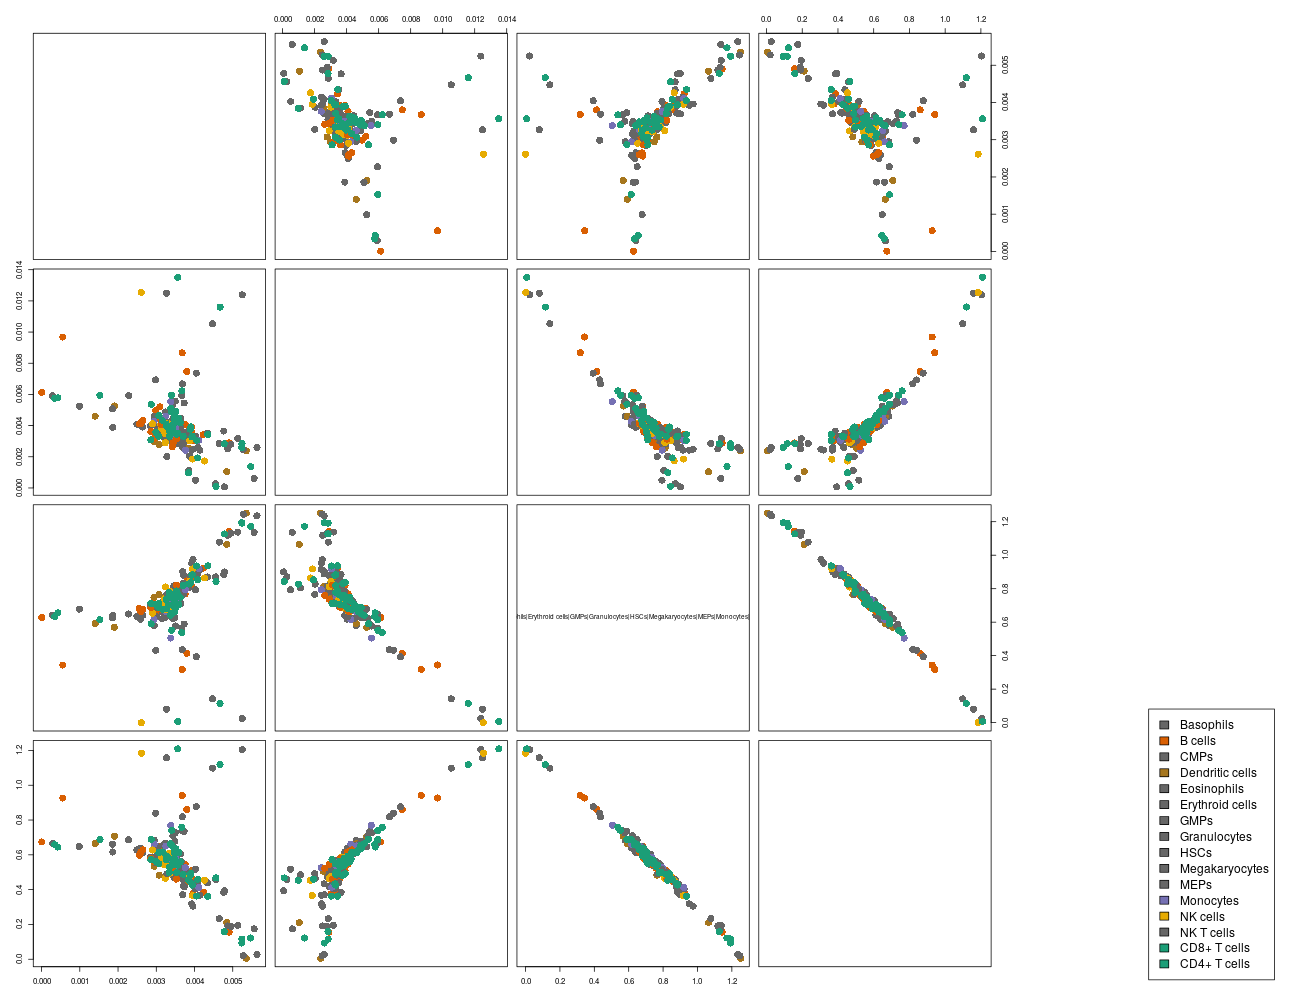 0.000 0.002 0.004 0.006 0.008 0.010 0.012 0.014
0.0 0.2 0.4 0.6 0.8 1.0 1.2
0.005
0.004
0.003
0.002
0.001
0.000
0.014
0.012
0.010
0.008
0.006
0.004
0.002
0.000
hils|Erythroid cells|GMPs|Granulocytes|HSCs|Megakaryocytes|MEPs|Monocytes|
1.2
1.0
0.8
0.6
0.4
0.2
0.0
1.2
1.0
0.8
0.6
0.4
0.2
0.0
0.000 0.001 0.002 0.003 0.004 0.005
0.0 0.2 0.4 0.6 0.8 1.0 1.2
Basophils
B cells
CMPs
Dendritic cells
Eosinophils
Erythroid cells
GMPs
Granulocytes
HSCs
Megakaryocytes
MEPs
Monocytes
NK cells
NK T cells
CD8+ T cells
CD4+ T cells